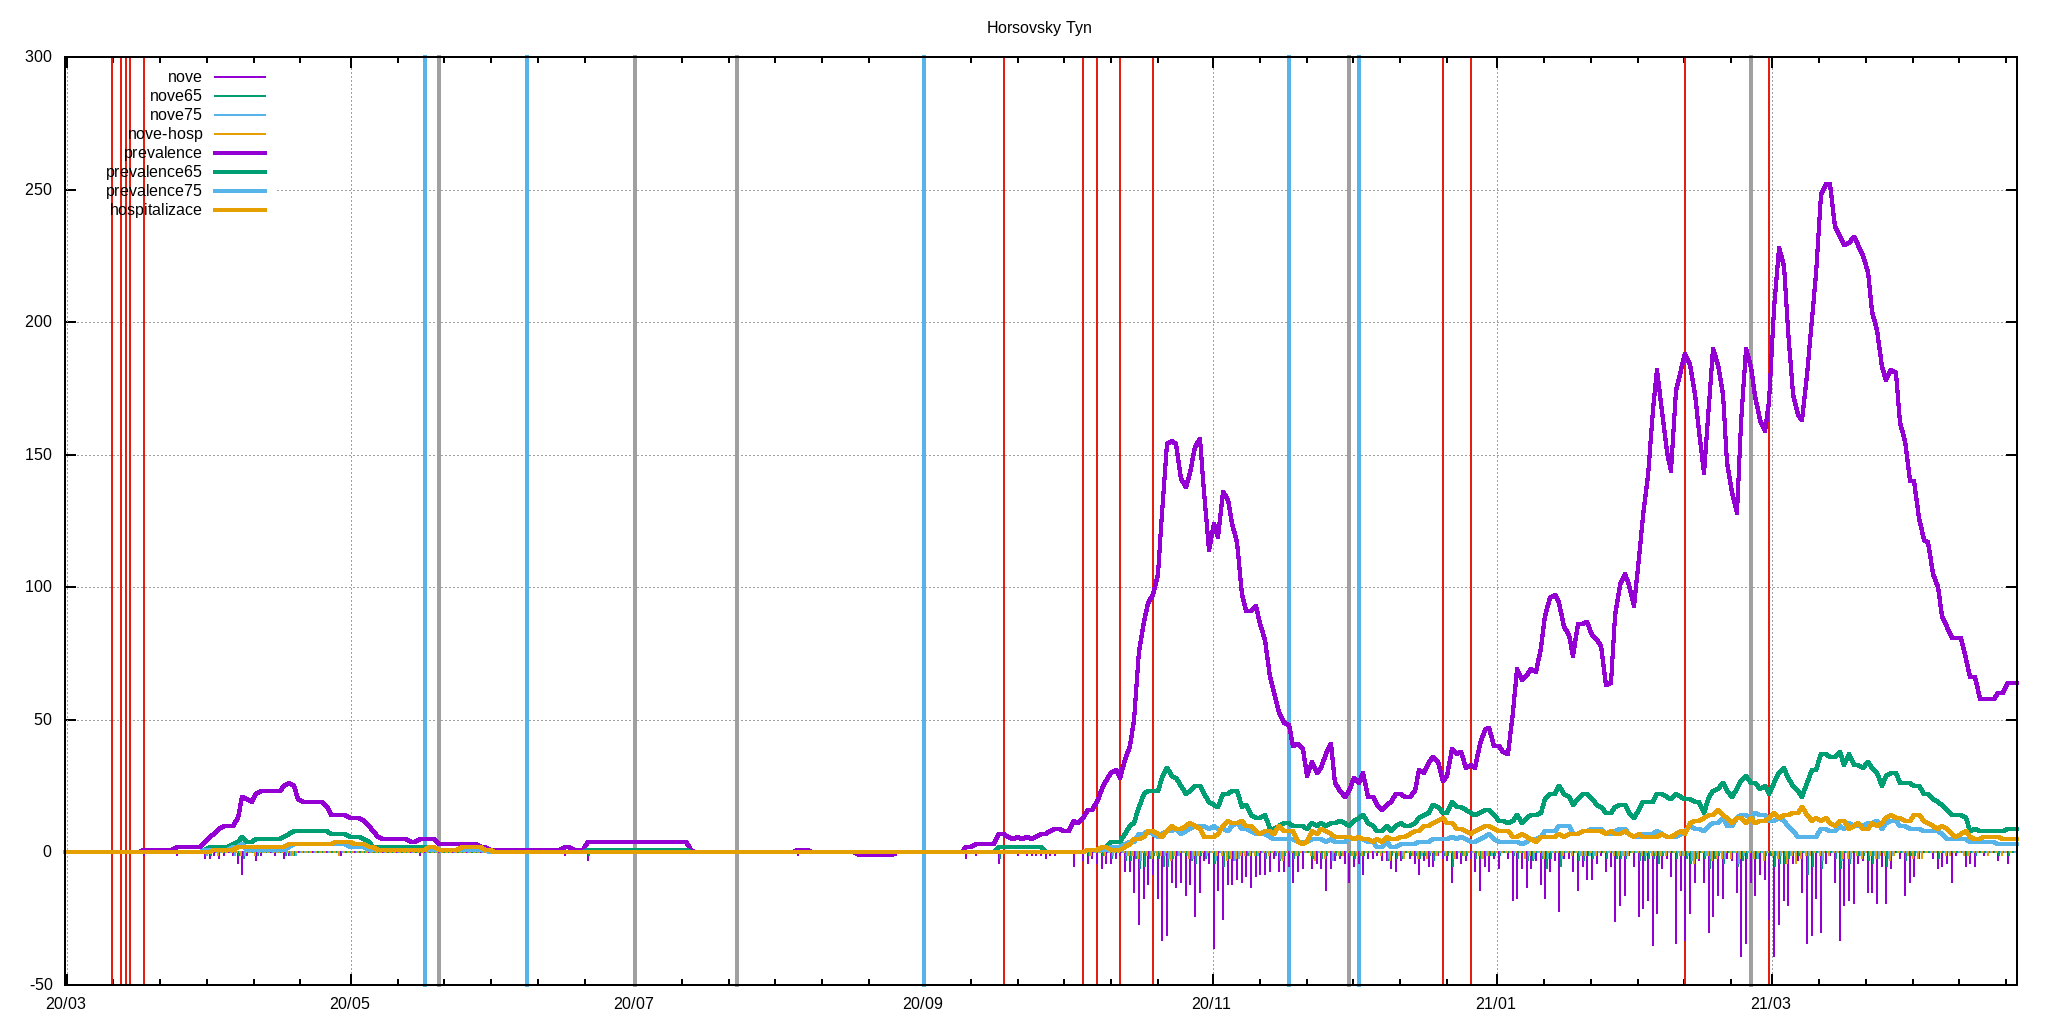 Horsovsky Tyn
300
250
200
150
100
50
0
-50
nove
nove65
nove75
nove-hosp
prevalence
prevalence65
prevalence75
hospitalizace
20/03 20/05 20/07 20/09 20/11 21/01 21/03